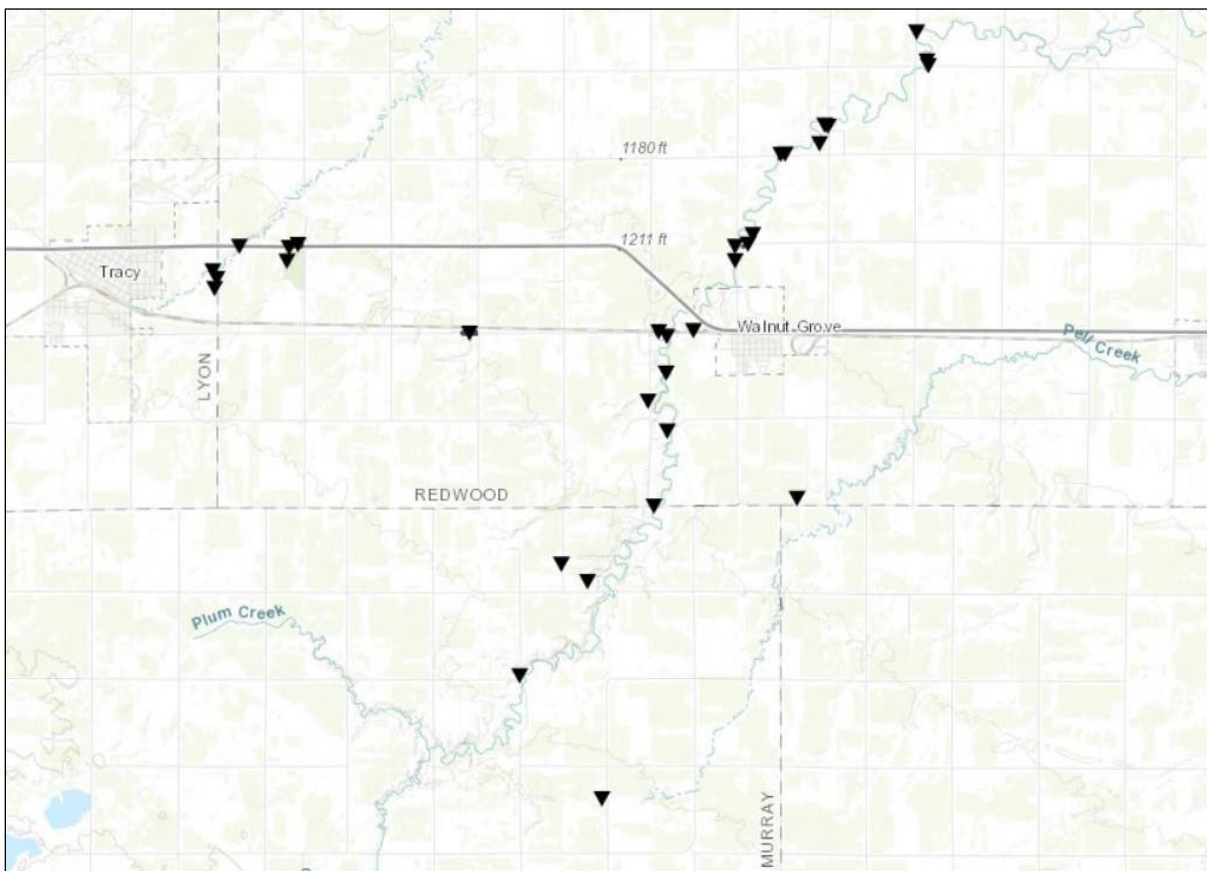 1180 ft
1211 ft
Tracy
Walnut Grove
Pell Creek
LYON
REDWOOD
Plum Creek
MURRAY